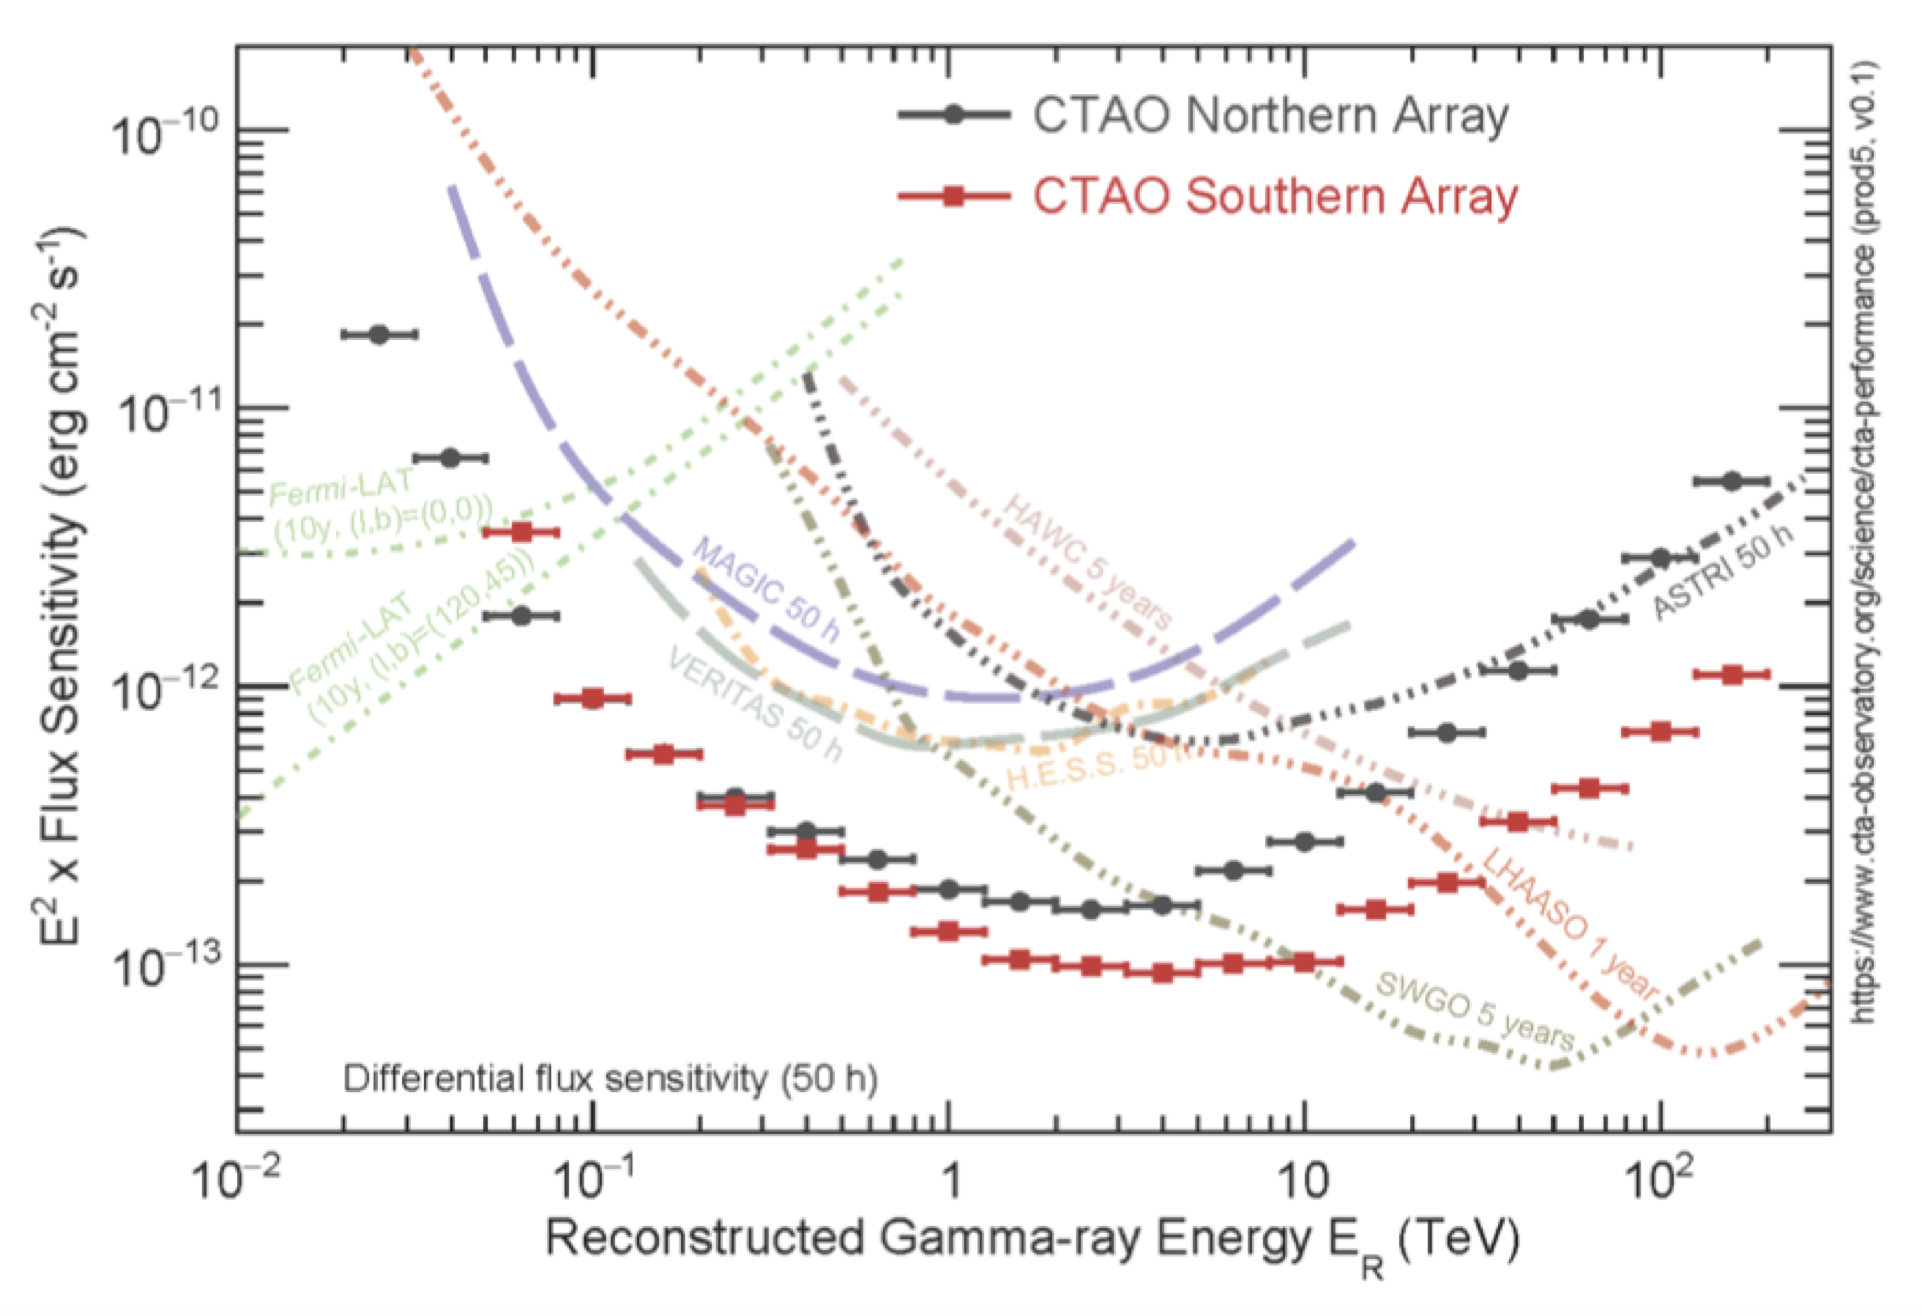 CTAO Northern Array
CTAO Southern Array
10⁻¹⁰
10⁻¹¹
10⁻¹²
10⁻¹³
E² x Flux Sensitivity (erg cm⁻² s⁻¹)
Fermi-LAT
(10y, (l,b)=(0,0))
Fermi-LAT
(10y, (l,b)=(120,45))
MAGIC 50 h
VERITAS 50 h
H.E.S.S. 50 h
HAWC 5 years
ASTRI 50 h
LHAASO 1 year
SWGO 5 years
Differential flux sensitivity (50 h)
10⁻² 10⁻¹ 1 10 10²
Reconstructed Gamma-ray Energy E_R (TeV)
https://www.cta-observatory.org/science/cta-performance (prod5, v0.1)